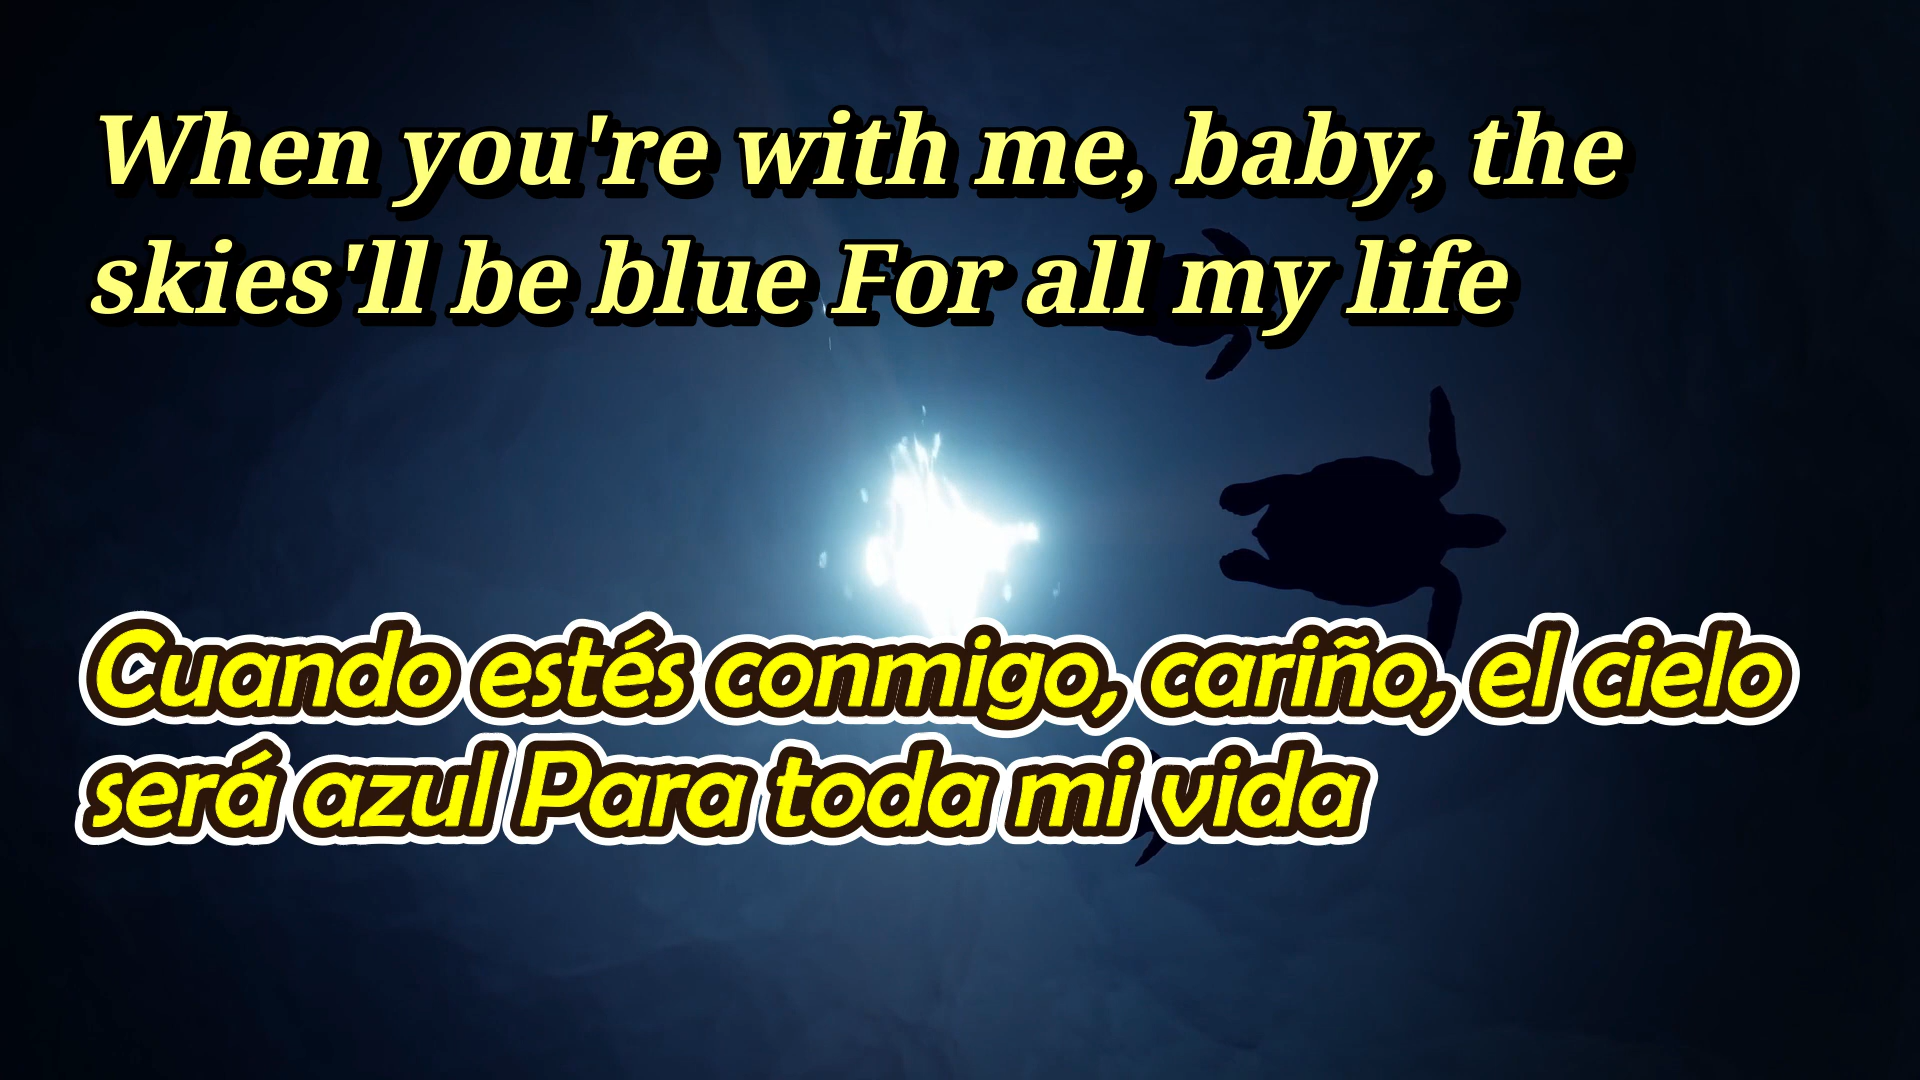 When you're with me, baby, the
skies'll be blue For all my life
Cuando estés conmigo, cariño, el cielo
será azul Para toda mi vida